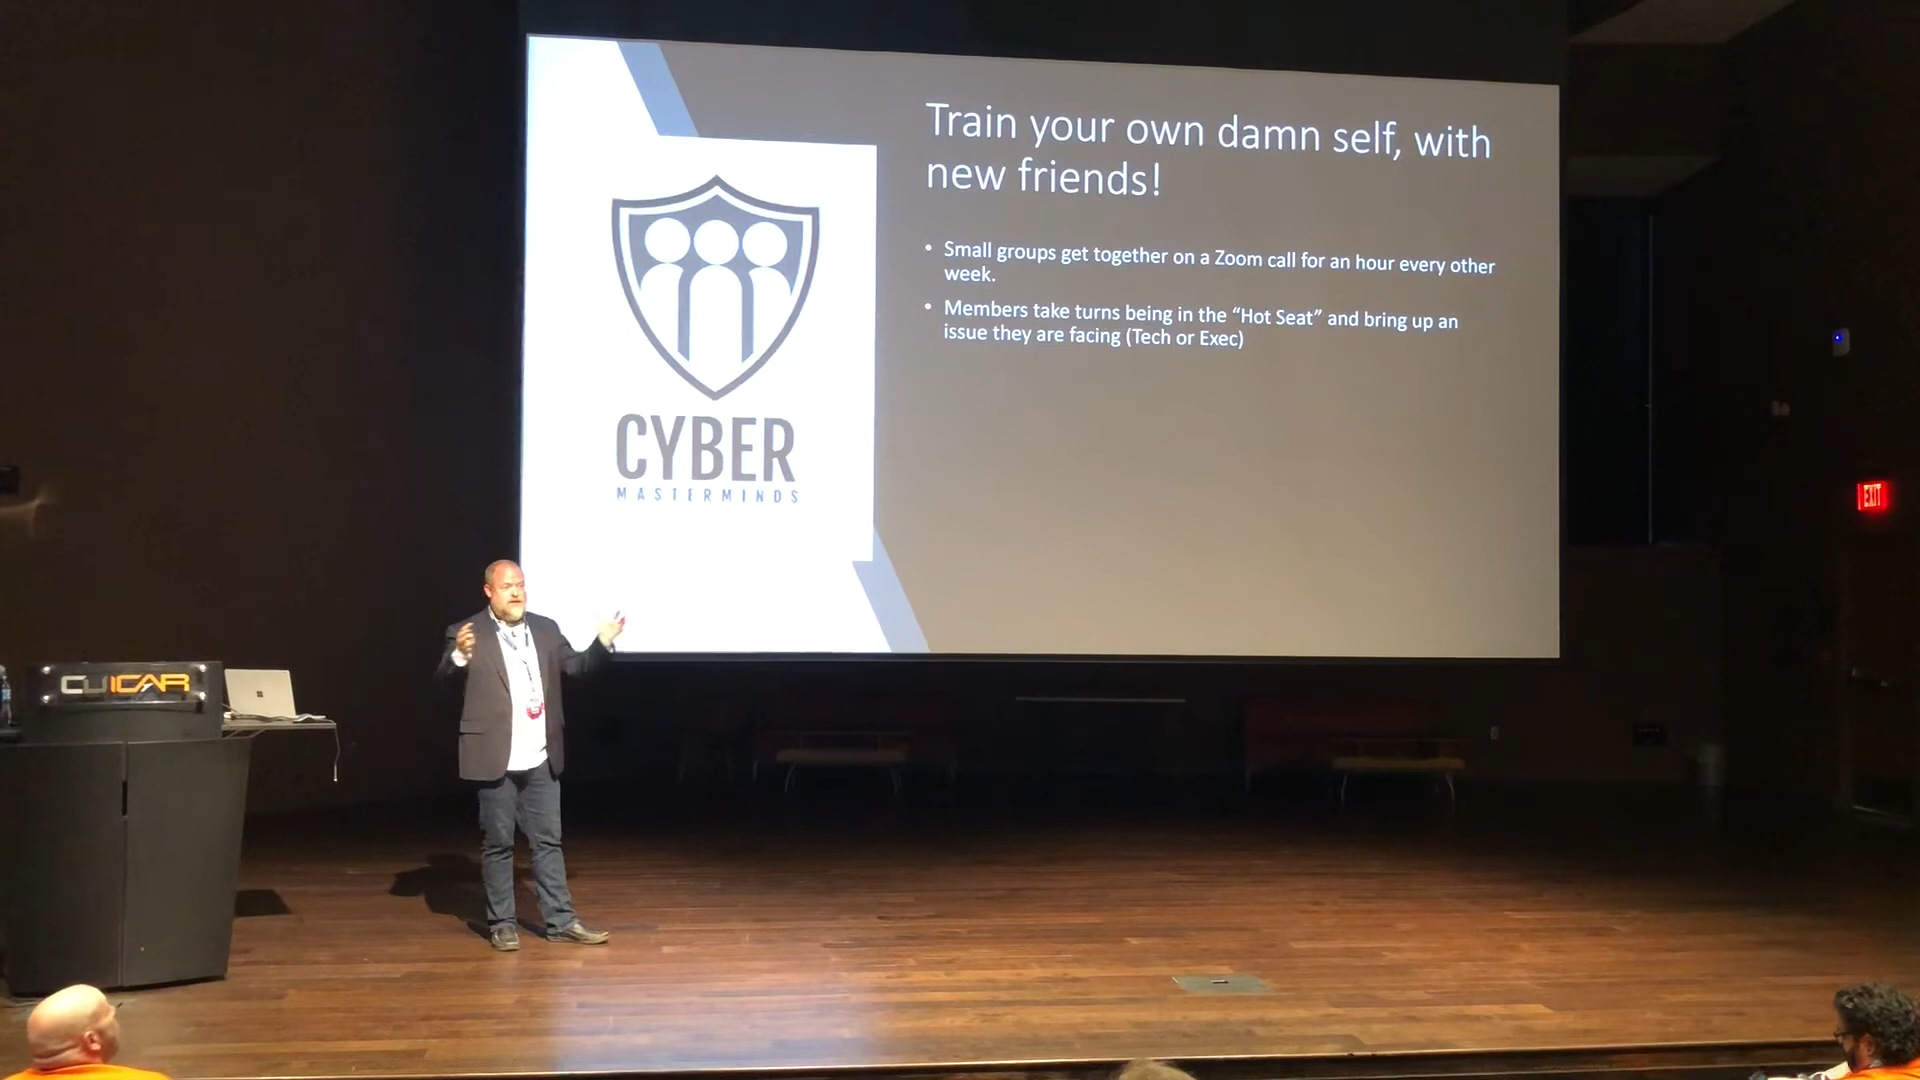 Train your own damn self, with
new friends!
• Small groups get together on a Zoom call for an hour every other
week.
• Members take turns being in the “Hot Seat” and bring up an
issue they are facing (Tech or Exec)
CYBER
MASTERMINDS
CUICAR
EXIT